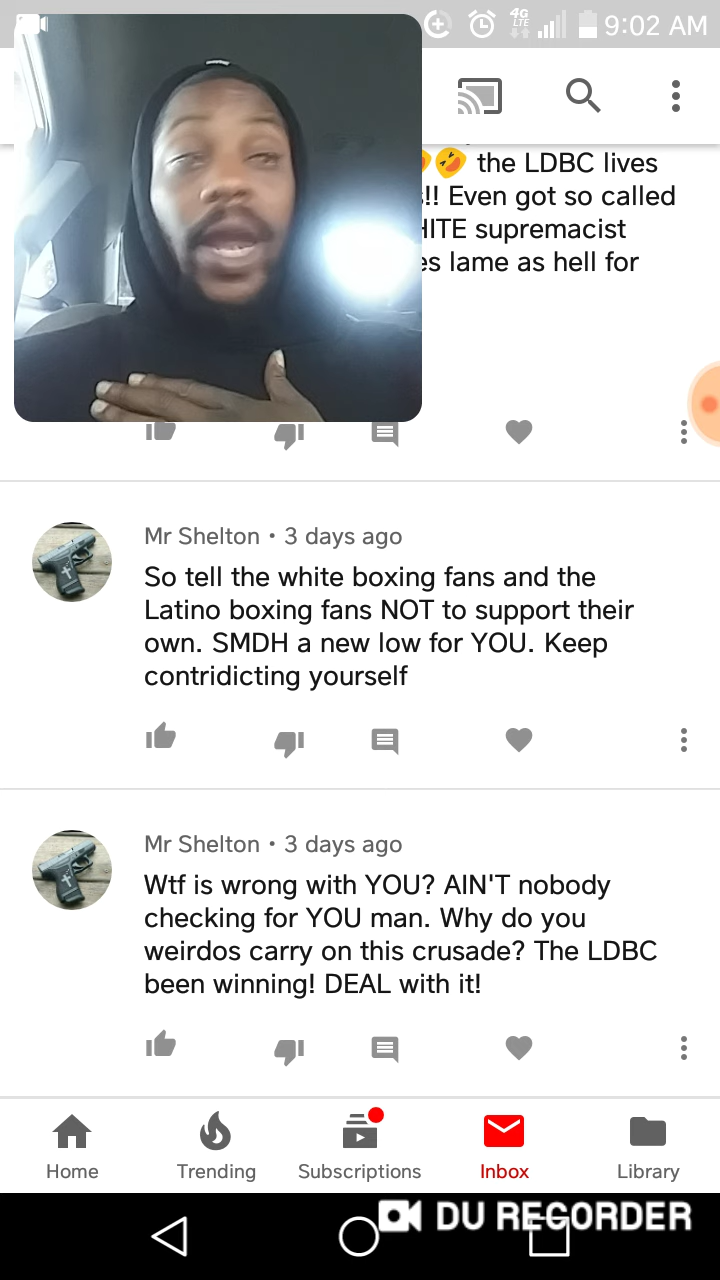 4G
LTE
9:02 AM
the LDBC lives
!! Even got so called
HITE supremacist
es lame as hell for
Mr Shelton • 3 days ago
So tell the white boxing fans and the
Latino boxing fans NOT to support their
own. SMDH a new low for YOU. Keep
contridicting yourself
Mr Shelton • 3 days ago
Wtf is wrong with YOU? AIN'T nobody
checking for YOU man. Why do you
weirdos carry on this crusade? The LDBC
been winning! DEAL with it!
Home Trending Subscriptions Inbox Library
DU RECORDER